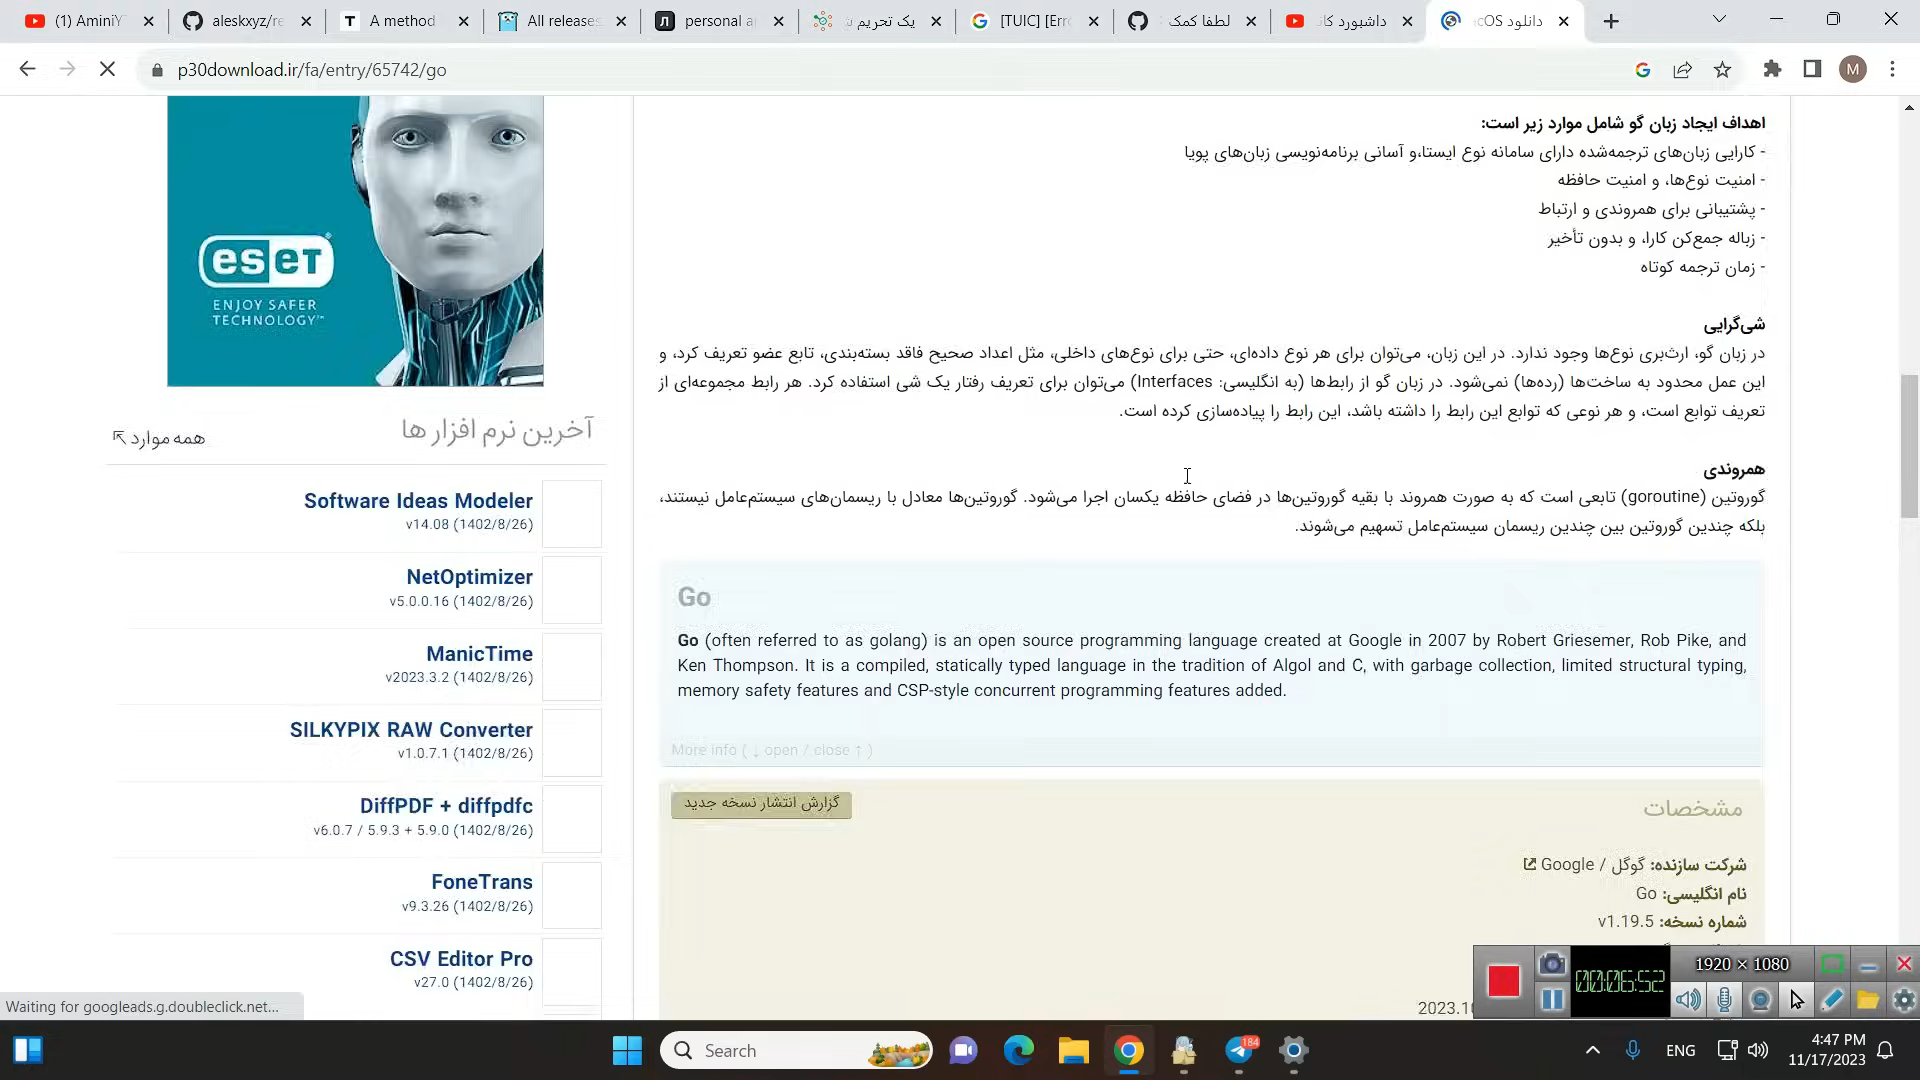 (1) AminiY
aleskxyz/re
A method
All releases
personal a
یک تحریم ش
[TUIC] [Erro
لطفا کمک
داشبورد کان
دانلود
cOS
p30download.ir/fa/entry/65742/go
M
eset
ENJOY SAFER
TECHNOLOGY™
آخرین نرم افزار ها
همه موارد
Software Ideas Modeler
v14.08 (1402/8/26)
NetOptimizer
v5.0.0.16 (1402/8/26)
ManicTime
v2023.3.2 (1402/8/26)
SILKYPIX RAW Converter
v1.0.7.1 (1402/8/26)
DiffPDF + diffpdfc
v6.0.7 / 5.9.3 + 5.9.0 (1402/8/26)
FoneTrans
v9.3.26 (1402/8/26)
CSV Editor Pro
v27.0 (1402/8/26)
اهداف ایجاد زبان گو شامل موارد زیر است:
- کارایی زبان‌های ترجمه‌شده دارای سامانه نوع ایستا،و آسانی برنامه‌نویسی زبان‌های پویا
- امنیت نوع‌ها، و امنیت حافظه
- پشتیبانی برای همروندی و ارتباط
- زباله جمع‌کن کارا، و بدون تأخیر
- زمان ترجمه کوتاه
شی‌گرایی
در زبان گو، ارث‌بری نوع‌ها وجود ندارد. در این زبان، می‌توان برای هر نوع داده‌ای، حتی برای نوع‌های داخلی، مثل اعداد صحیح فاقد بسته‌بندی، تابع عضو تعریف کرد، و
این عمل محدود به ساخت‌ها (رده‌ها) نمی‌شود. در زبان گو از رابط‌ها (به انگلیسی: Interfaces) می‌توان برای تعریف رفتار یک شی استفاده کرد. هر رابط مجموعه‌ای از
تعریف توابع است، و هر نوعی که توابع این رابط را داشته باشد، این رابط را پیاده‌سازی کرده است.
همروندی
گوروتین (goroutine) تابعی است که به صورت همروند با بقیه گوروتین‌ها در فضای حافظه یکسان اجرا می‌شود. گوروتین‌ها معادل با ریسمان‌های سیستم‌عامل نیستند،
بلکه چندین گوروتین بین چندین ریسمان سیستم‌عامل تسهیم می‌شوند.
Go
Go (often referred to as golang) is an open source programming language created at Google in 2007 by Robert Griesemer, Rob Pike, and
Ken Thompson. It is a compiled, statically typed language in the tradition of Algol and C, with garbage collection, limited structural typing,
memory safety features and CSP-style concurrent programming features added.
More info ( ↓ open / close ↑ )
مشخصات
گزارش انتشار نسخه جدید
شرکت سازنده: گوگل / Google
نام انگلیسی: Go
شماره نسخه: v1.19.5
2023.10
1920 × 1080
00:06:52
Waiting for googleads.g.doubleclick.net...
Search
184
ENG
4:47 PM
11/17/2023